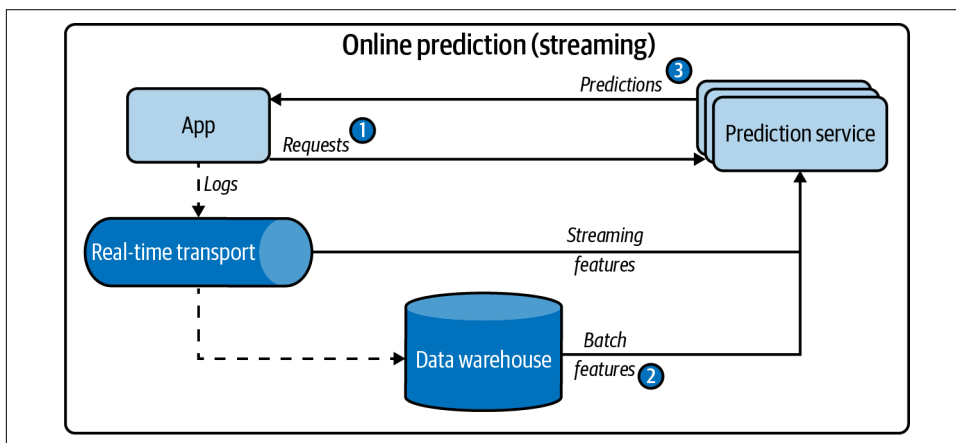 Online prediction (streaming)
Predictions 3
App
Requests 1
Prediction service
Logs
Real-time transport
Streaming
features
Data warehouse
Batch
features 2